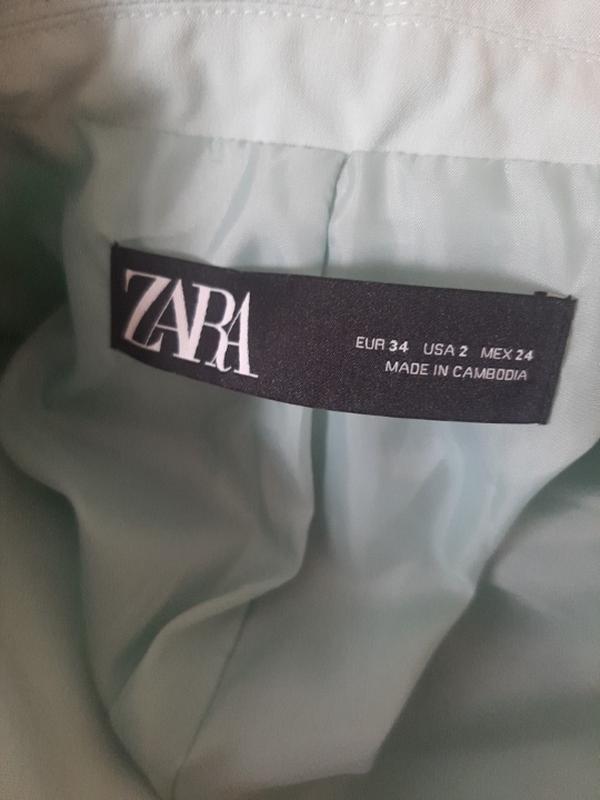 ZARA
EUR 34 USA 2 MEX 24
MADE IN CAMBODIA